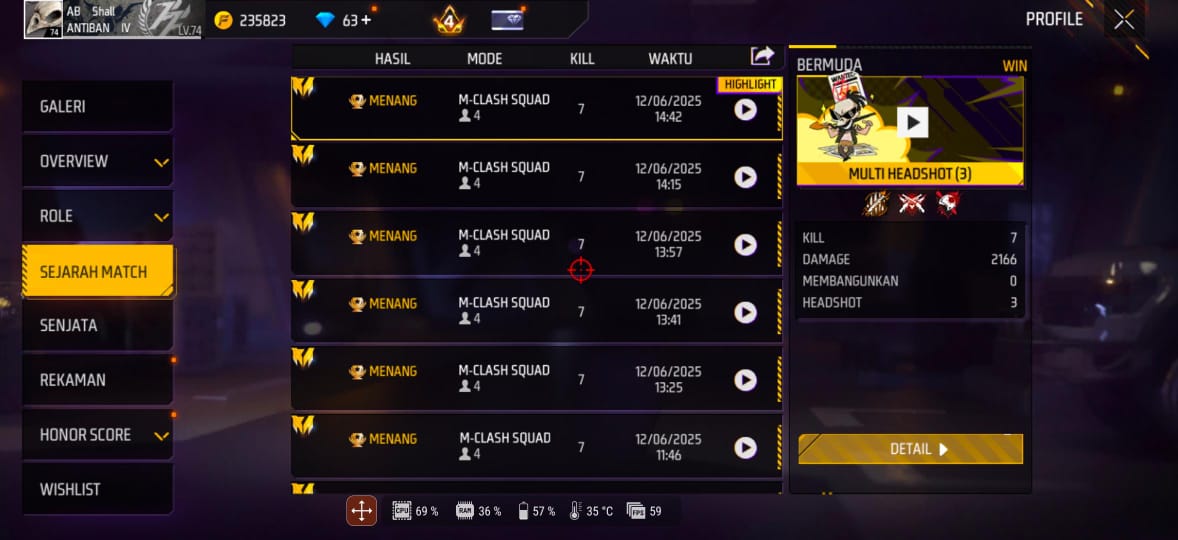 AB Shall
ANTIBAN IV
74
LV.74
235823
63+
4
PROFILE
GALERI
OVERVIEW
ROLE
SEJARAH MATCH
SENJATA
REKAMAN
HONOR SCORE
WISHLIST
HASIL MODE KILL WAKTU
HIGHLIGHT
MENANG M-CLASH SQUAD 4 7 12/06/2025 14:42
MENANG M-CLASH SQUAD 4 7 12/06/2025 14:15
MENANG M-CLASH SQUAD 4 7 12/06/2025 13:57
MENANG M-CLASH SQUAD 4 7 12/06/2025 13:41
MENANG M-CLASH SQUAD 4 7 12/06/2025 13:25
MENANG M-CLASH SQUAD 4 7 12/06/2025 11:46
BERMUDA WIN
WANTED
MULTI HEADSHOT (3)
KILL 7
DAMAGE 2166
MEMBANGUNKAN 0
HEADSHOT 3
DETAIL
CPU 69 % RAM 36 % 57 % 35 °C FPS 59